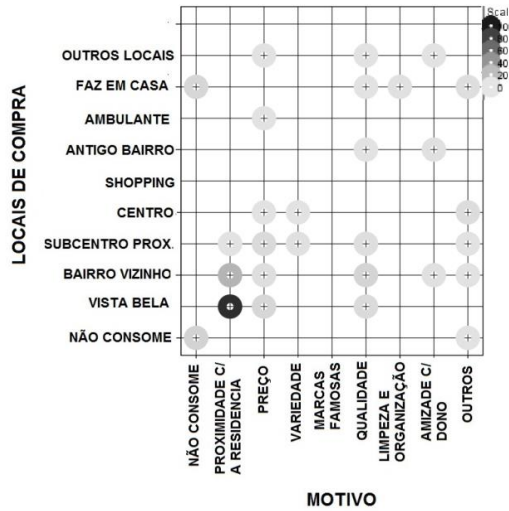 Scal
80
60
40
20
0
LOCAIS DE COMPRA
OUTROS LOCAIS
FAZ EM CASA
AMBULANTE
ANTIGO BAIRRO
SHOPPING
CENTRO
SUBCENTRO PROX.
BAIRRO VIZINHO
VISTA BELA
NÃO CONSOME
NÃO CONSOME
PROXIMIDADE C/
A RESIDENCIA
PREÇO
VARIEDADE
MARCAS
FAMOSAS
QUALIDADE
LIMPEZA E
ORGANIZAÇÃO
AMIZADE C/
DONO
OUTROS
MOTIVO